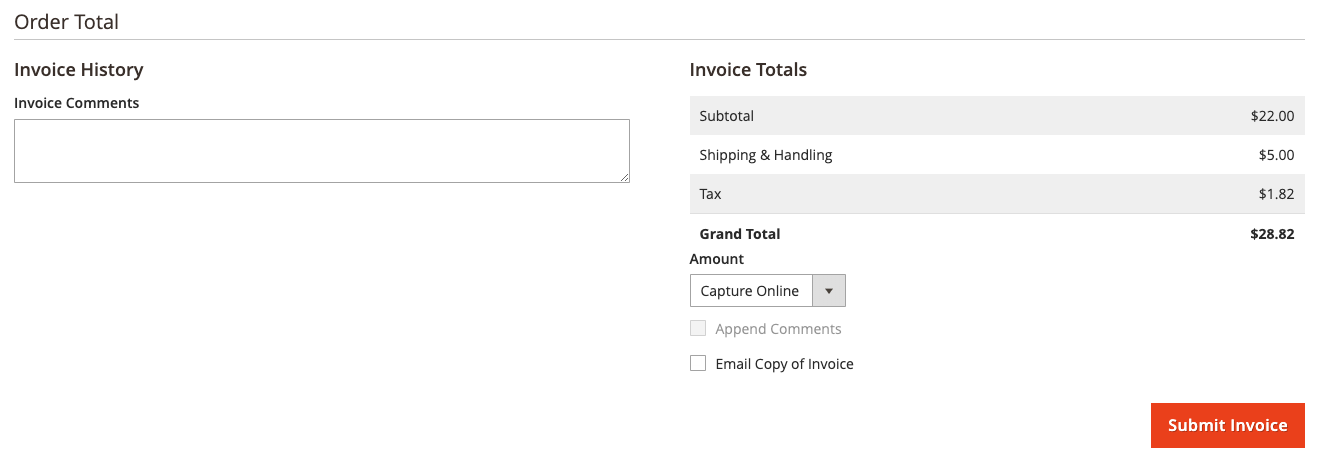 Order Total
Invoice History
Invoice Comments
Invoice Totals
Subtotal $22.00
Shipping & Handling $5.00
Tax $1.82
Grand Total $28.82
Amount
Capture Online
Append Comments
Email Copy of Invoice
Submit Invoice